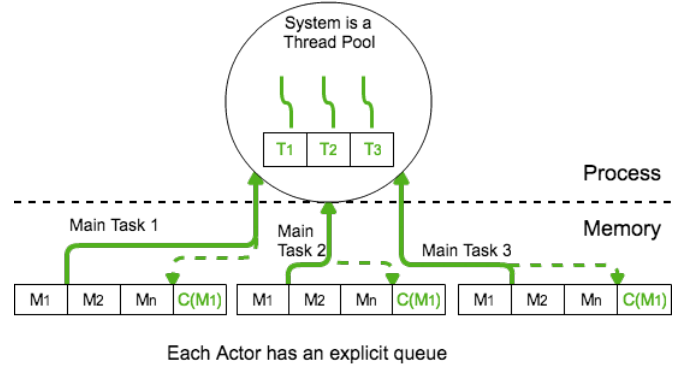 System is a
Thread Pool
T1 T2 T3
Process
Memory
Main Task 1
Main
Task 2
Main Task 3
M1 M2 Mn C(M1) M1 M2 Mn C(M1) M1 M2 Mn C(M1)
Each Actor has an explicit queue